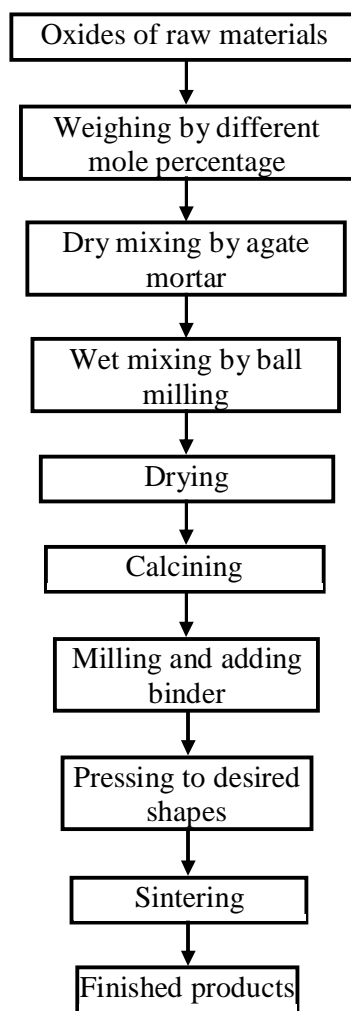 Oxides of raw materials
Weighing by different
mole percentage
Dry mixing by agate
mortar
Wet mixing by ball
milling
Drying
Calcining
Milling and adding
binder
Pressing to desired
shapes
Sintering
Finished products